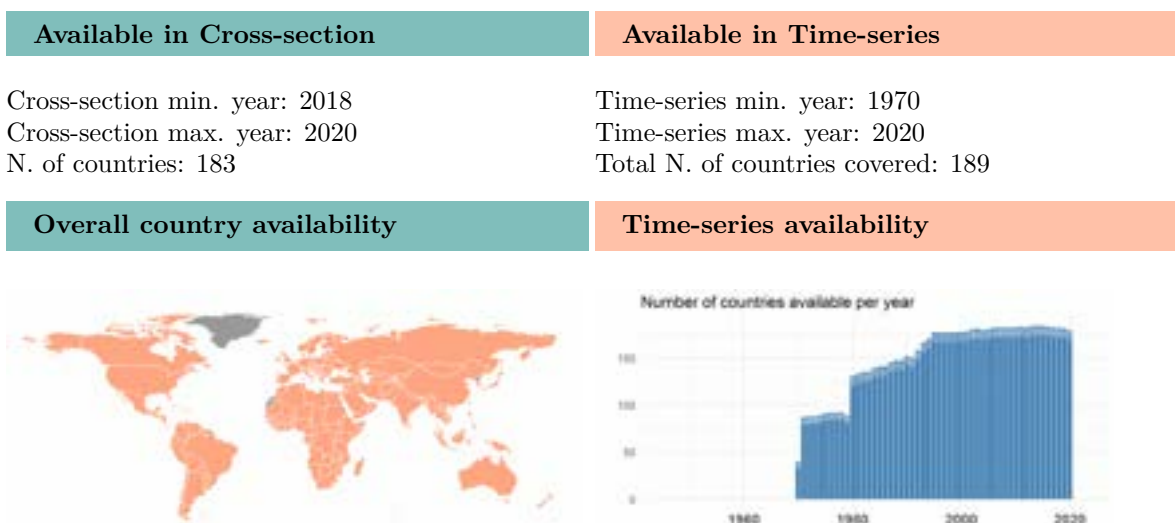 Available in Cross-section
Available in Time-series
Cross-section min. year: 2018
Cross-section max. year: 2020
N. of countries: 183
Time-series min. year: 1970
Time-series max. year: 2020
Total N. of countries covered: 189
Overall country availability
Time-series availability
Number of countries available per year
150
100
50
0
1960
1980
2000
2020